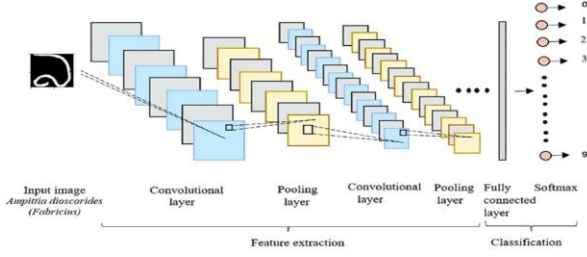 0
1
2
3
9
Input image
Ampittia dioscorides
(Fabricins)
Convolutional
layer
Pooling
layer
Convolutional
layer
Pooling
layer
Fully
connected
layer
Softmax
Feature extraction
Classification